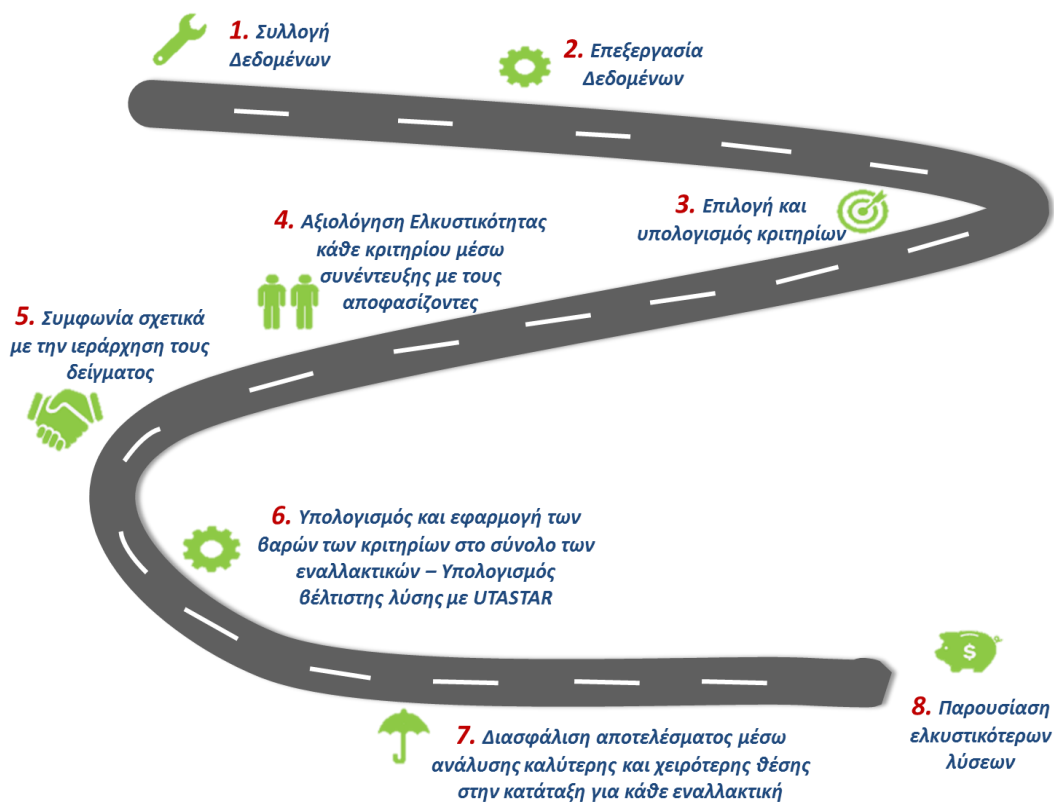 1. Συλλογή
Δεδομένων
2. Επεξεργασία
Δεδομένων
3. Επιλογή και
υπολογισμός κριτηρίων
4. Αξιολόγηση Ελκυστικότητας
κάθε κριτηρίου μέσω
συνέντευξης με τους
αποφασίζοντες
5. Συμφωνία σχετικά
με την ιεράρχηση τους
δείγματος
6. Υπολογισμός και εφαρμογή των
βαρών των κριτηρίων στο σύνολο των
εναλλακτικών – Υπολογισμός
βέλτιστης λύσης με UTASTAR
7. Διασφάλιση αποτελέσματος μέσω
ανάλυσης καλύτερης και χειρότερης θέσης
στην κατάταξη για κάθε εναλλακτική
$
8. Παρουσίαση
ελκυστικότερων
λύσεων